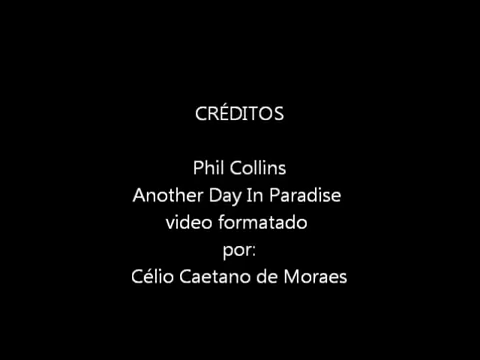 CRÉDITOS
Phil Collins
Another Day In Paradise
video formatado
por:
Célio Caetano de Moraes